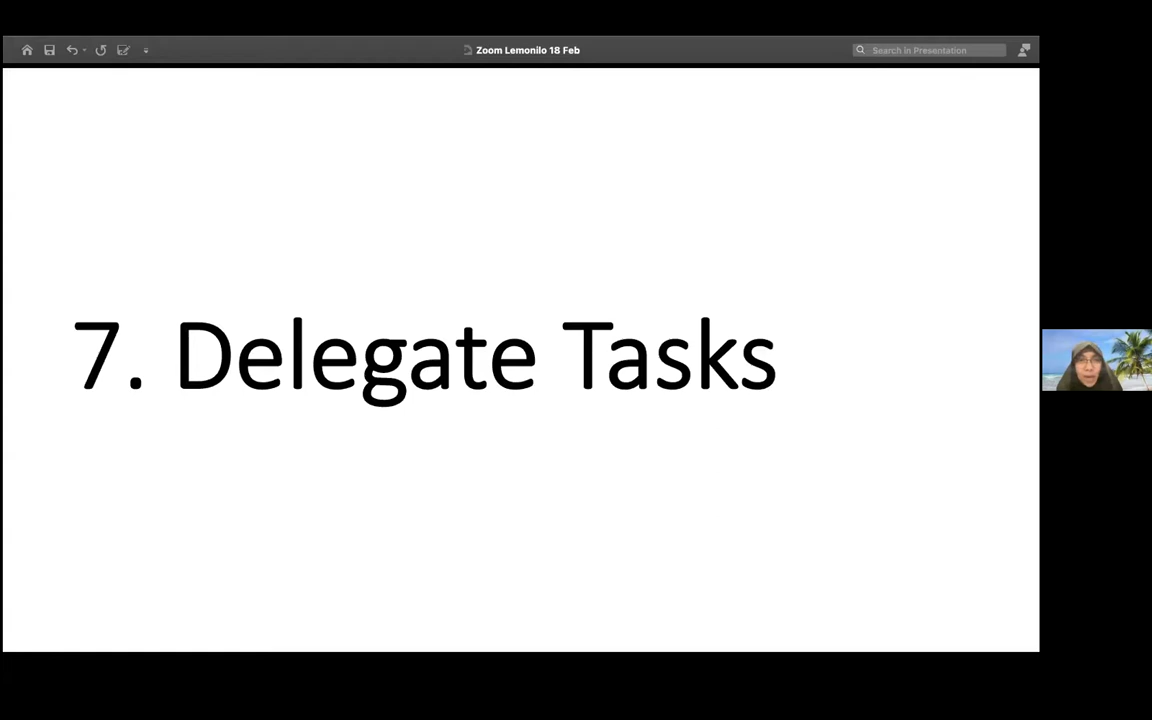 Zoom Lemonilo 18 Feb
Search in Presentation
7. Delegate Tasks